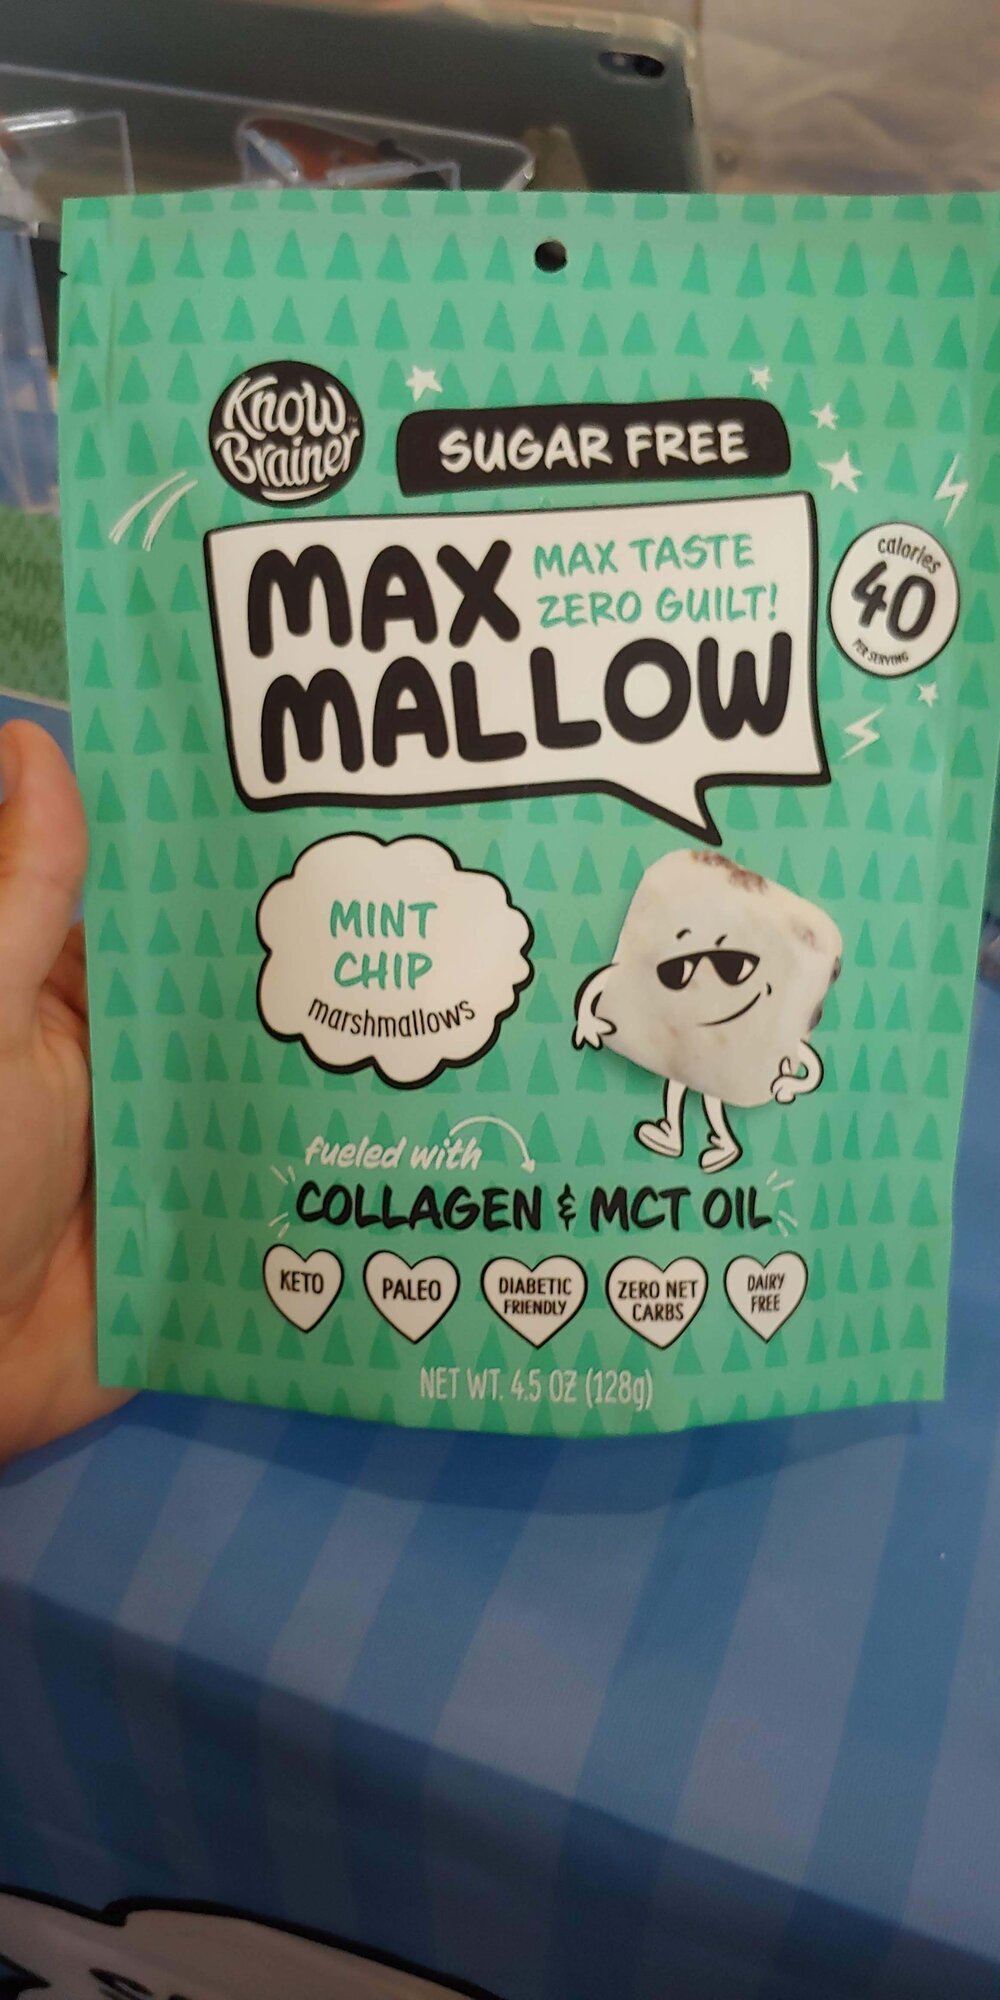 Know
Brainer
SUGAR FREE
MAX
MAX TASTE
ZERO GUILT!
MALLOW
calories
40
PER SERVING
MINT
CHIP
marshmallows
fueled with
COLLAGEN & MCT OIL
KETO
PALEO
DIABETIC
FRIENDLY
ZERO NET
CARBS
DAIRY
FREE
NET WT. 4.5 OZ (128g)